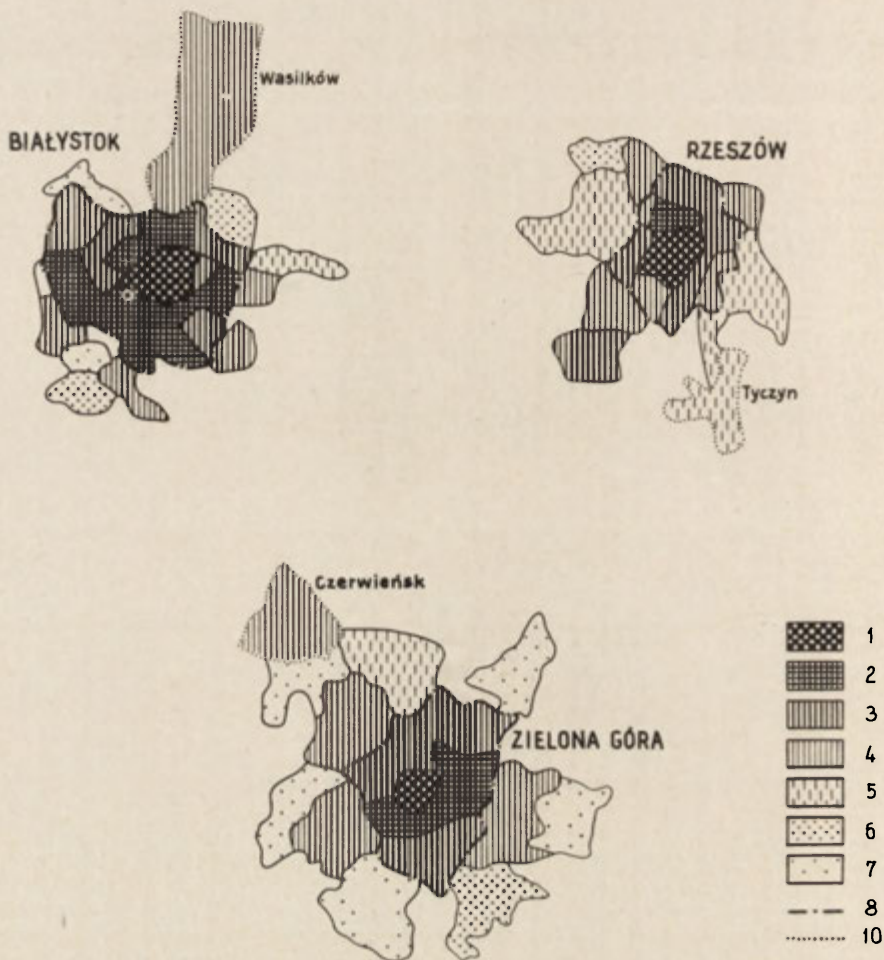 Wasilków
BIAŁYSTOK
RZESZÓW
Tyczyn
Czerwieńsk
ZIELONA GÓRA
1
2
3
4
5
6
7
8
10